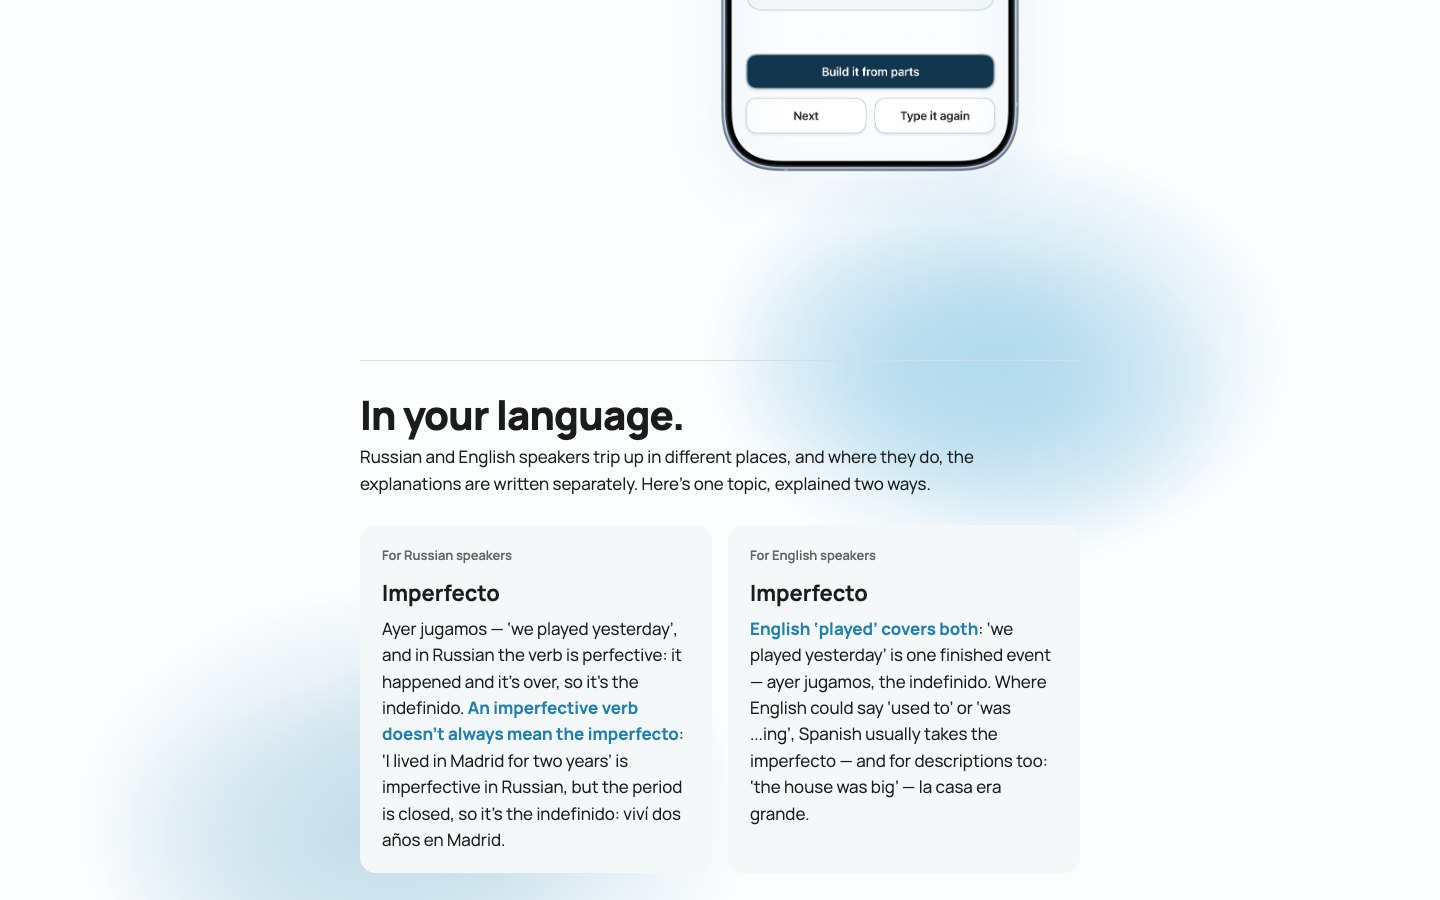 Build it from parts
Next
Type it again
In your language.
Russian and English speakers trip up in different places, and where they do, the
explanations are written separately. Here’s one topic, explained two ways.
For Russian speakers
Imperfecto
Ayer jugamos — ‘we played yesterday’,
and in Russian the verb is perfective: it
happened and it’s over, so it’s the
indefinido. An imperfective verb
doesn’t always mean the imperfecto:
‘I lived in Madrid for two years’ is
imperfective in Russian, but the period
is closed, so it’s the indefinido: viví dos
años en Madrid.
For English speakers
Imperfecto
English ‘played’ covers both: ‘we
played yesterday’ is one finished event
— ayer jugamos, the indefinido. Where
English could say ‘used to’ or ‘was
...ing’, Spanish usually takes the
imperfecto — and for descriptions too:
‘the house was big’ — la casa era
grande.